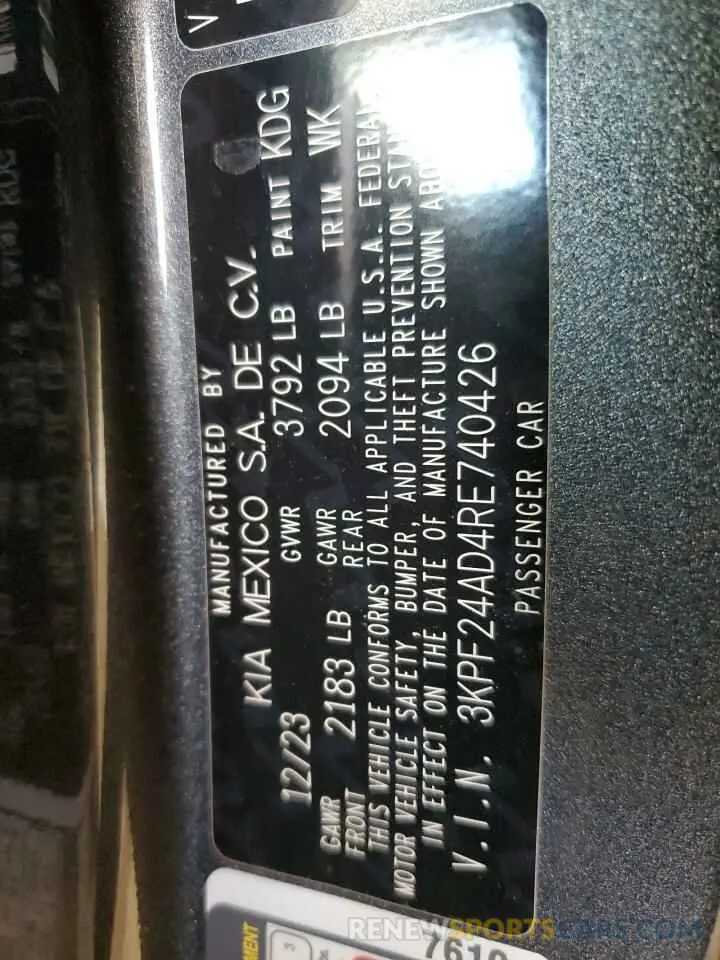 V
MANUFACTURED BY
KIA MEXICO S.A. DE C.V.
12/23 GVWR 3792 LB PAINT KDG
GAWR FRONT 2183 LB GAWR REAR 2094 LB TRIM WK
THIS VEHICLE CONFORMS TO ALL APPLICABLE U.S.A. FEDERAL
MOTOR VEHICLE SAFETY, BUMPER, AND THEFT PREVENTION
IN EFFECT ON THE DATE OF MANUFACTURE SHOWN
V.I.N. 3KPF24AD4RE740426
PASSENGER CAR
3
RENEWSPORTSCARS.COM